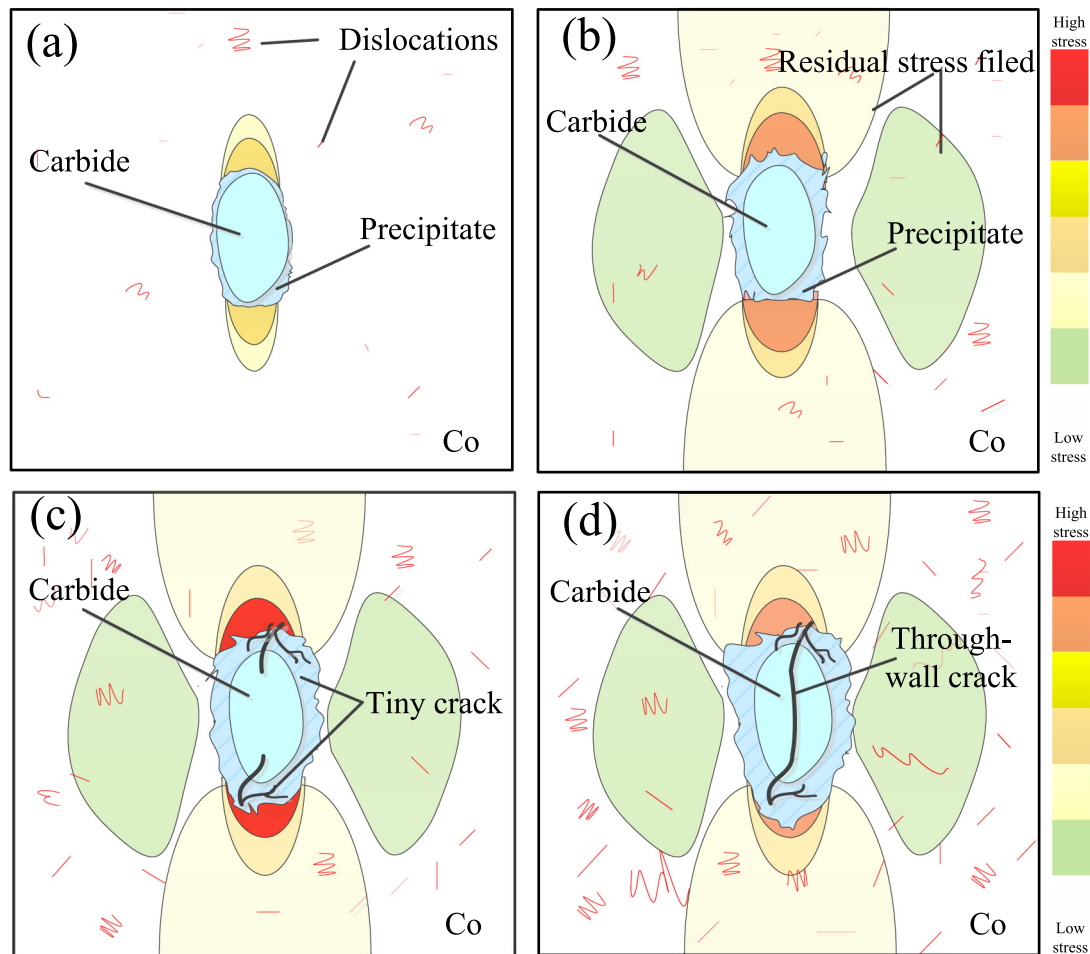 (a)
Dislocations
Carbide
Precipitate
Co
(b)
Residual stress filed
Carbide
Precipitate
Co
High
stress
Low
stress
(c)
Carbide
Tiny crack
Co
(d)
Carbide
Through-
wall crack
Co
High
stress
Low
stress